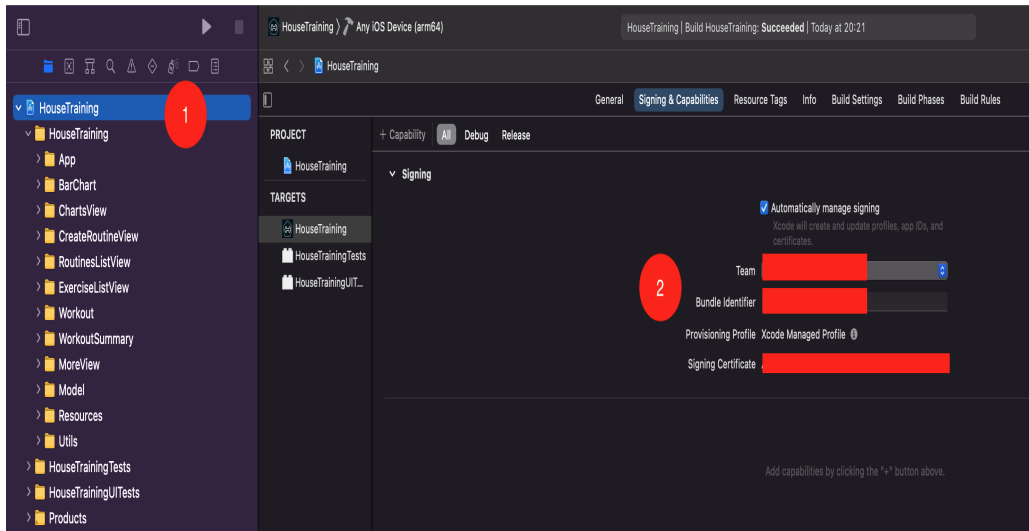 HouseTraining
Any iOS Device (arm64)
HouseTraining | Build HouseTraining: Succeeded | Today at 20:21
HouseTraining
HouseTraining
1
HouseTraining
App
BarChart
ChartsView
CreateRoutineView
RoutinesListView
ExerciseListView
Workout
WorkoutSummary
MoreView
Model
Resources
Utils
HouseTrainingTests
HouseTrainingUITests
Products
General Signing & Capabilities Resource Tags Info Build Settings Build Phases Build Rules
PROJECT
HouseTraining
TARGETS
HouseTraining
HouseTrainingTests
HouseTrainingUIT...
+ Capability All Debug Release
Signing
Automatically manage signing
Xcode will create and update profiles, app IDs, and
certificates.
Team
2
Bundle Identifier
Provisioning Profile Xcode Managed Profile
Signing Certificate
Add capabilities by clicking the "+" button above.